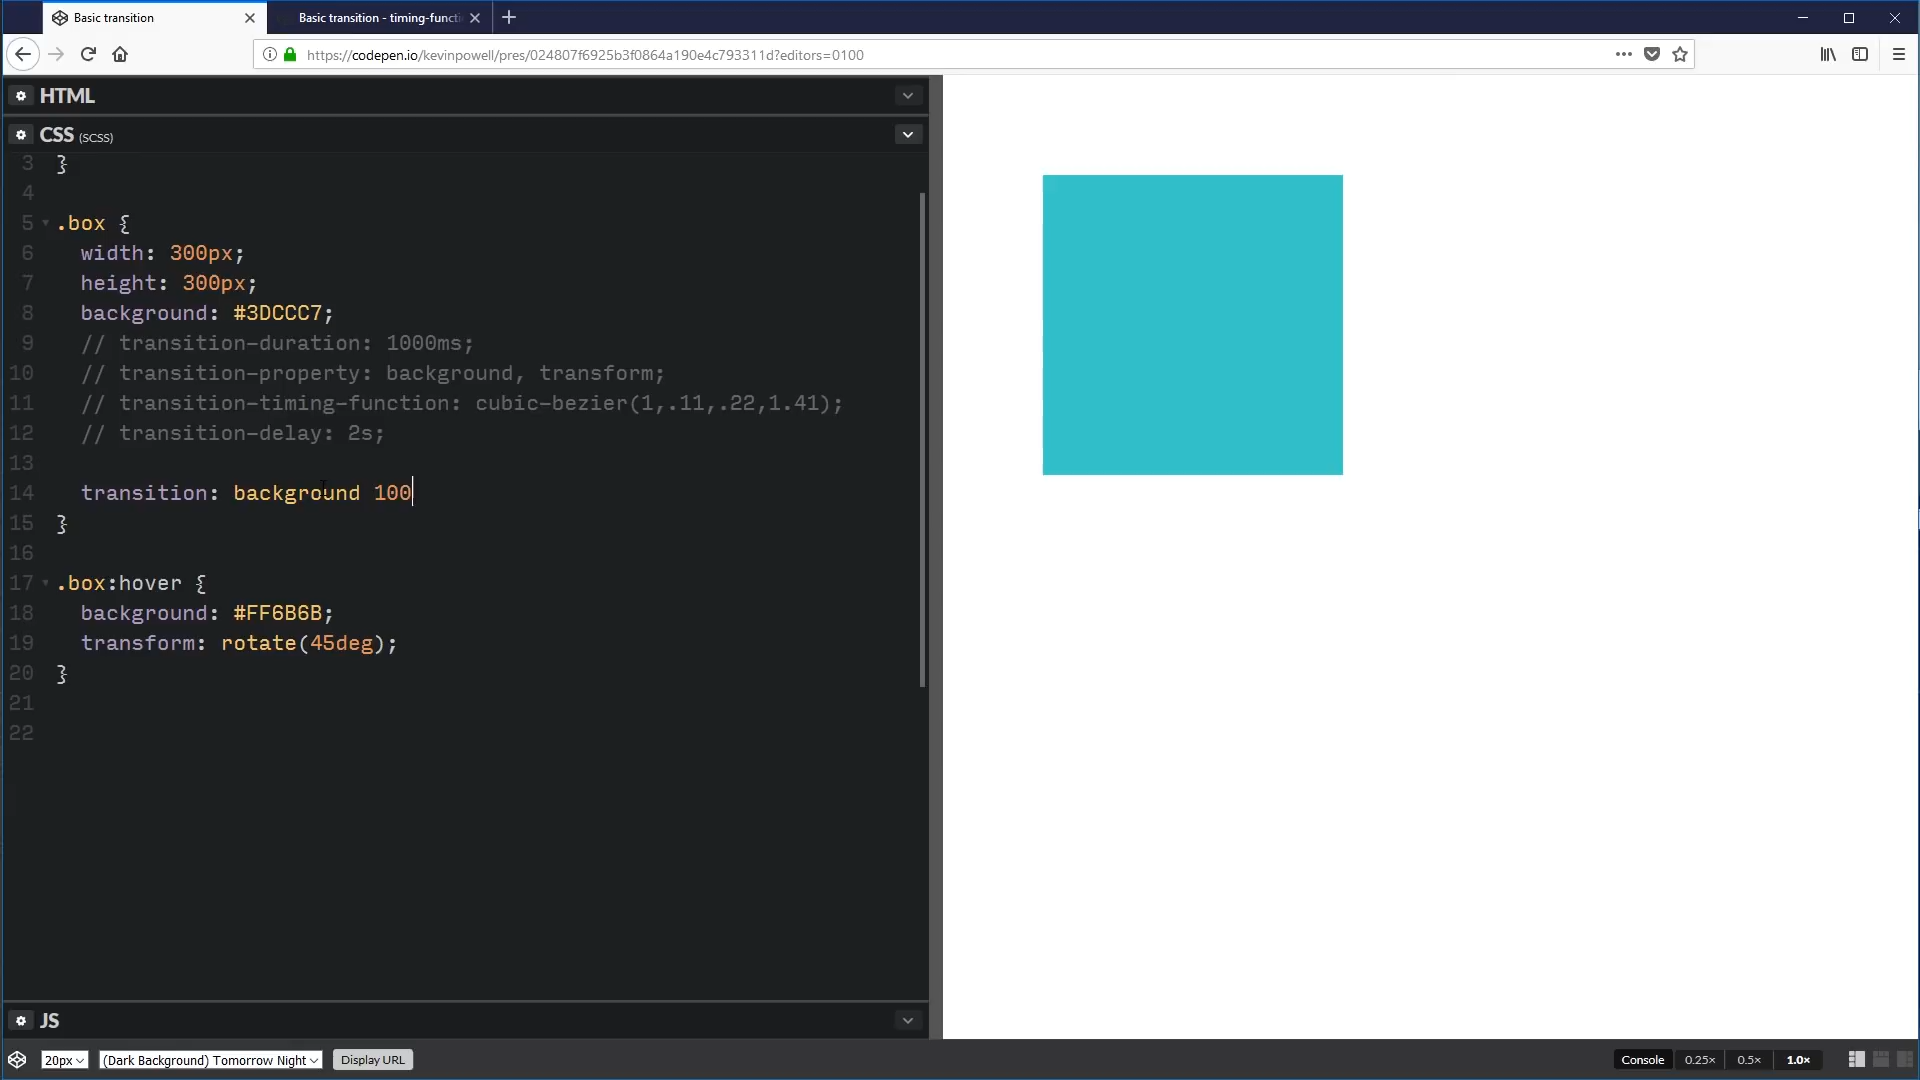 Basic transition
Basic transition - timing-functi
https://codepen.io/kevinpowell/pres/024807f6925b3f0864a190e4c793311d?editors=0100
HTML
CSS (SCSS)
3 }
4
5 .box {
6 width: 300px;
7 height: 300px;
8 background: #3DCCC7;
9 // transition-duration: 1000ms;
10 // transition-property: background, transform;
11 // transition-timing-function: cubic-bezier(1,.11,.22,1.41);
12 // transition-delay: 2s;
13
14 transition: background 100
15 }
16
17 .box:hover {
18 background: #FF6B6B;
19 transform: rotate(45deg);
20 }
21
22
JS
20px (Dark Background) Tomorrow Night Display URL Console 0.25× 0.5× 1.0×